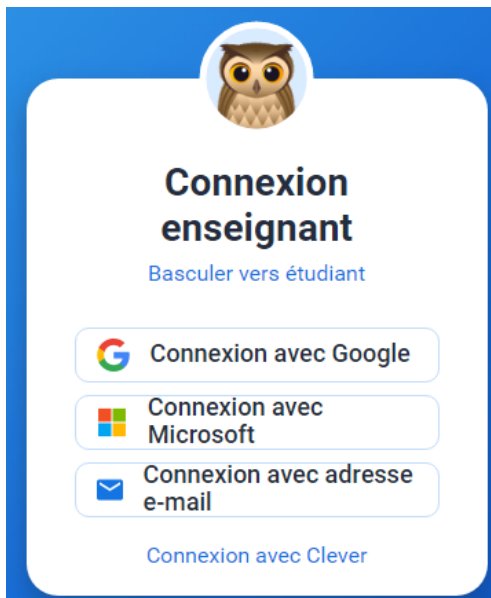 Connexion
enseignant
Basculer vers étudiant
Connexion avec Google
Connexion avec
Microsoft
Connexion avec adresse
e-mail
Connexion avec Clever